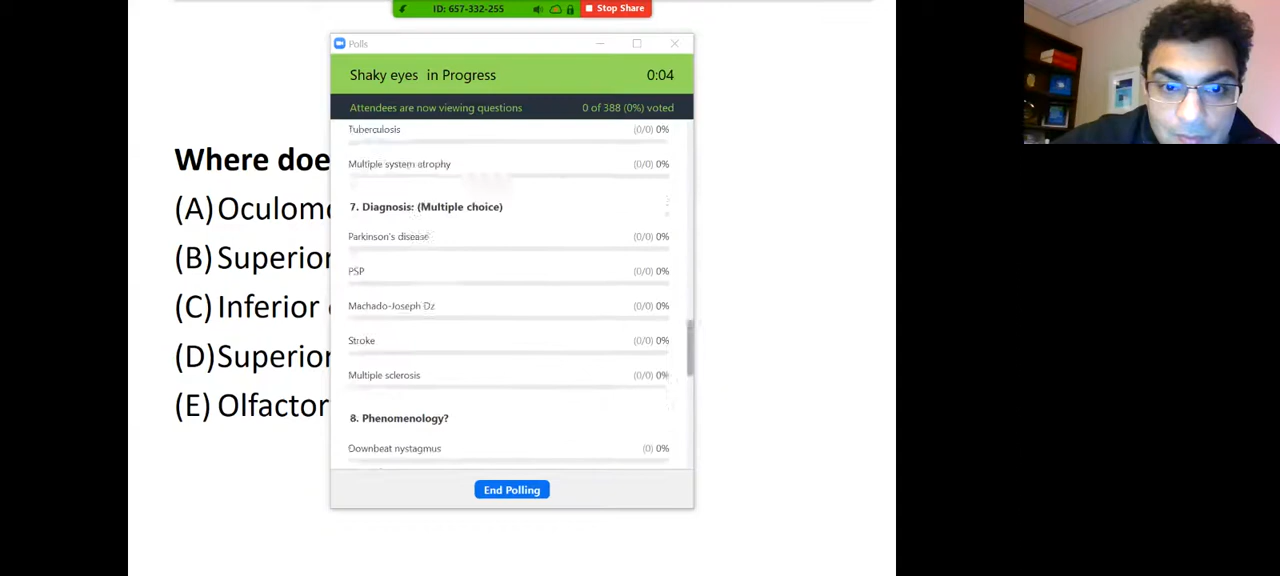 ID: 657-332-255
Stop Share
Polls
Shaky eyes in Progress
0:04
Attendees are now viewing questions
0 of 388 (0%) voted
Tuberculosis
(0/0) 0%
Multiple system atrophy
(0/0) 0%
7. Diagnosis: (Multiple choice)
Parkinson's disease
(0/0) 0%
PSP
(0/0) 0%
Machado-Joseph Dz
(0/0) 0%
Stroke
(0/0) 0%
Multiple sclerosis
(0/0) 0%
8. Phenomenology?
Downbeat nystagmus
(0) 0%
End Polling
Where doe
(A) Oculomo
(B) Superior
(C) Inferior
(D) Superior
(E) Olfactor